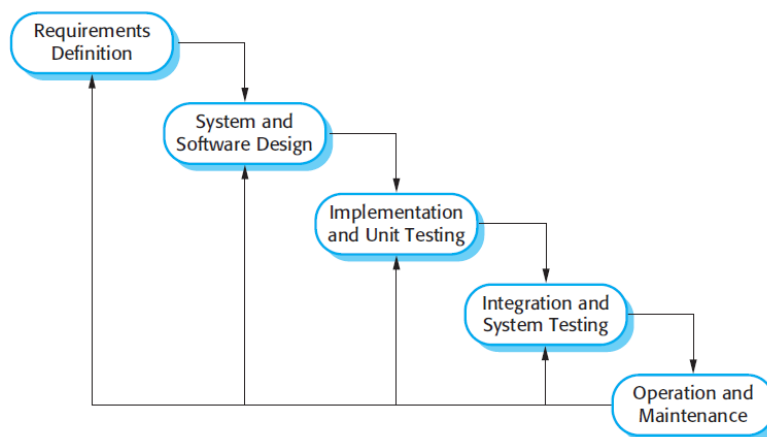 Requirements
Definition
System and
Software Design
Implementation
and Unit Testing
Integration and
System Testing
Operation and
Maintenance